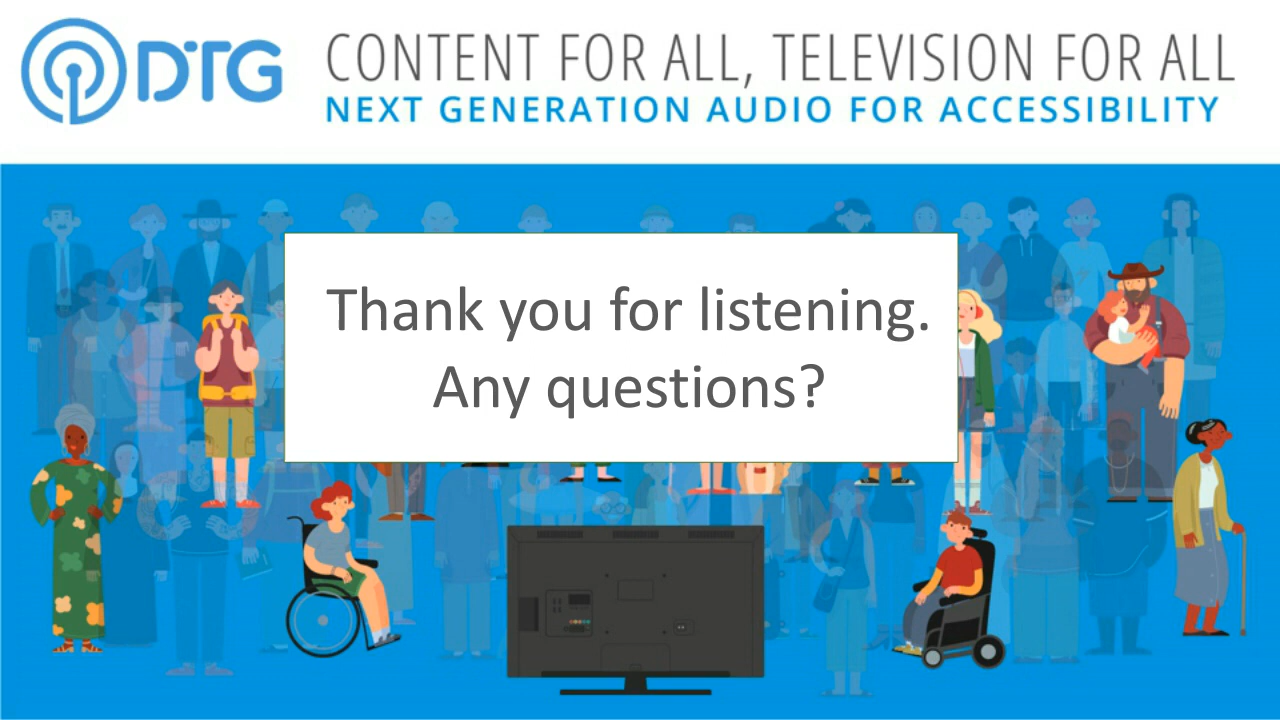 DTG
CONTENT FOR ALL, TELEVISION FOR ALL
NEXT GENERATION AUDIO FOR ACCESSIBILITY
Thank you for listening.
Any questions?